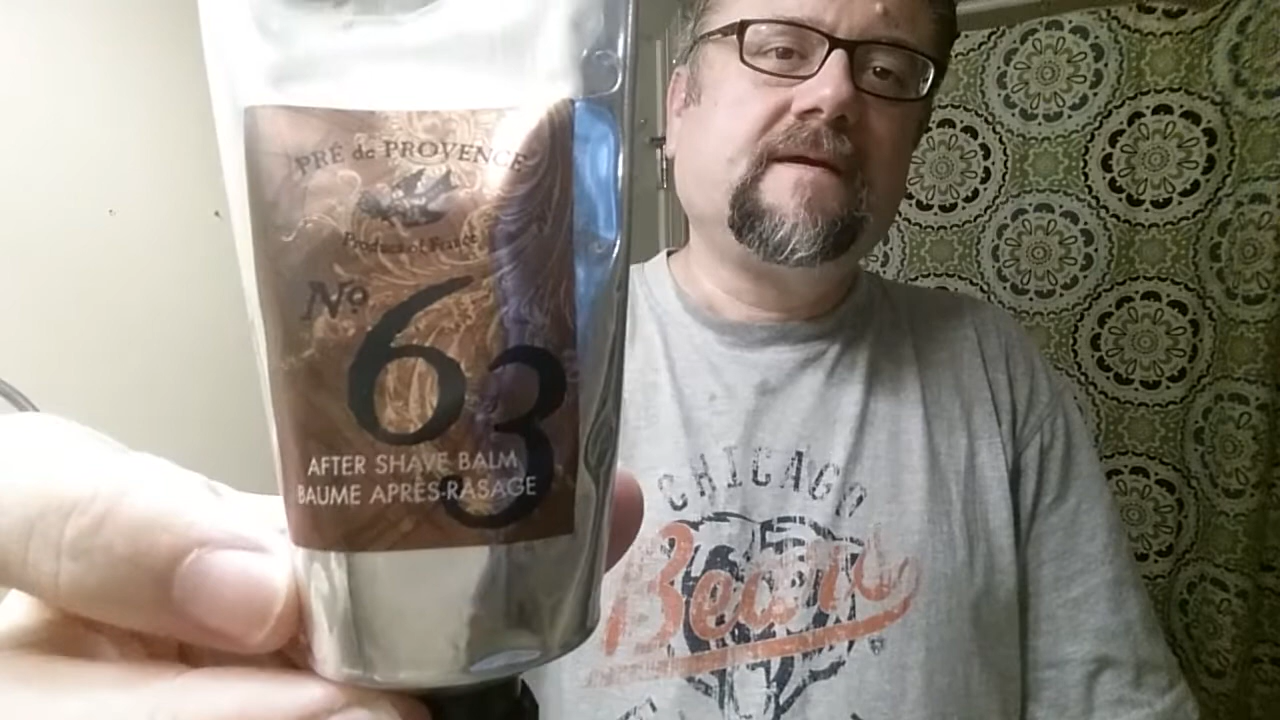 PRÉ de PROVENCE
Product of France
No
63
AFTER SHAVE BALM
BAUME APRÈS-RASAGE
CHICAGO
Bears